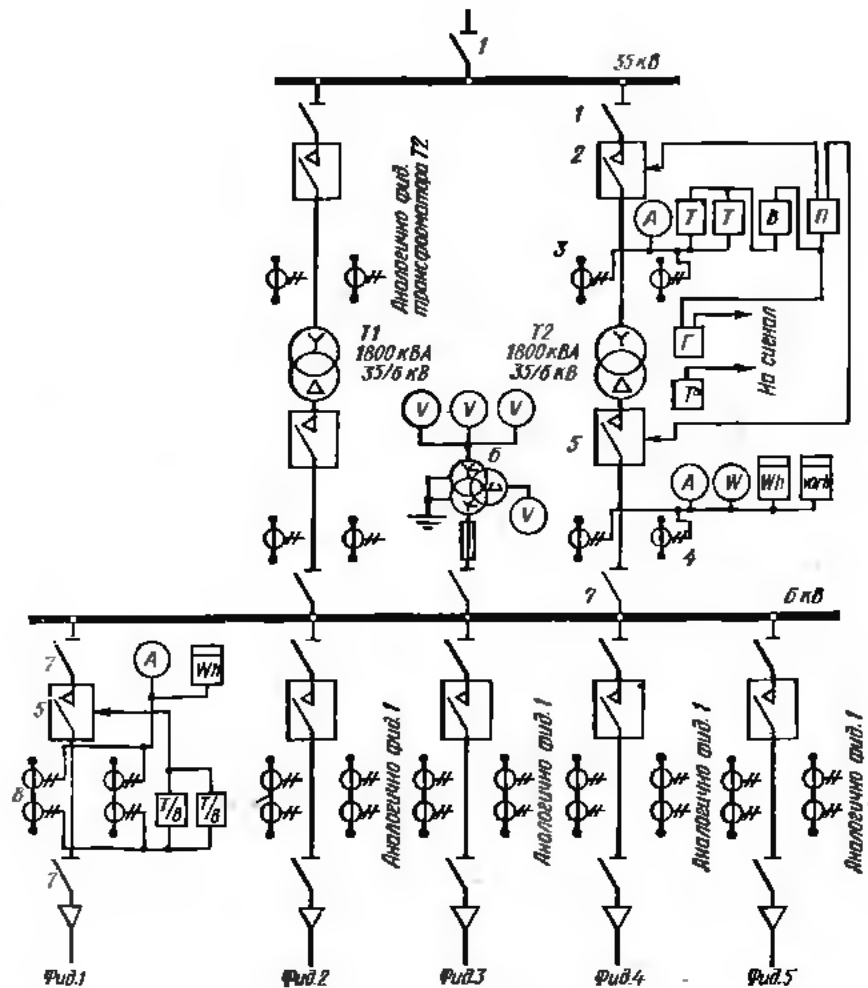 1
35 кВ
1
2
Аналогично фид.
трансформатора Т2
А
Т
Т
В
П
3
Т1
1800 кВА
35/6 кВ
Т2
1800 кВА
35/6 кВ
Г
На сигнал
Т°
V
V
V
6
V
5
A
W
Wh
varh
4
7
6 кВ
7
A
Wh
5
8
Т/В
Т/В
7
Аналогично фид. 1
Аналогично фид. 1
Аналогично фид. 1
Аналогично фид. 1
Фид.1
Фид.2
Фид.3
Фид.4
Фид.5